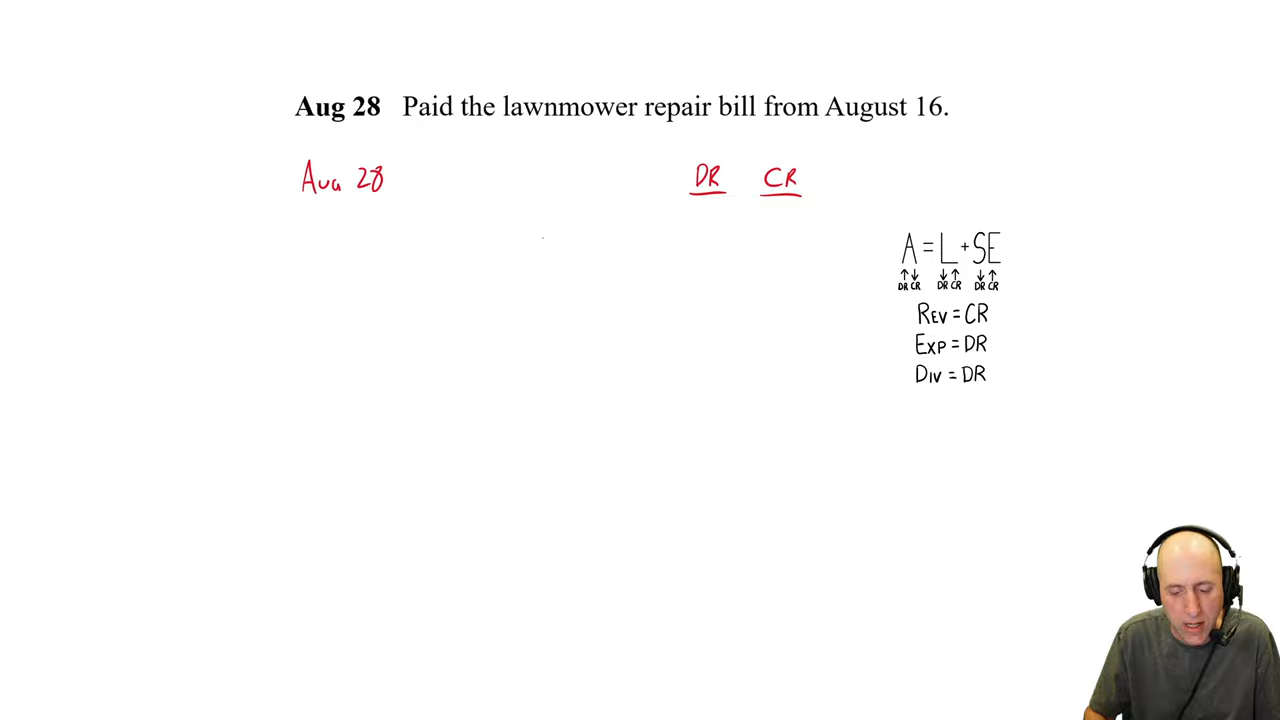 Aug 28 Paid the lawnmower repair bill from August 16.
Aug 28 DR CR
A = L + SE
DR CR DR CR DR CR
REV = CR
EXP = DR
DIV = DR